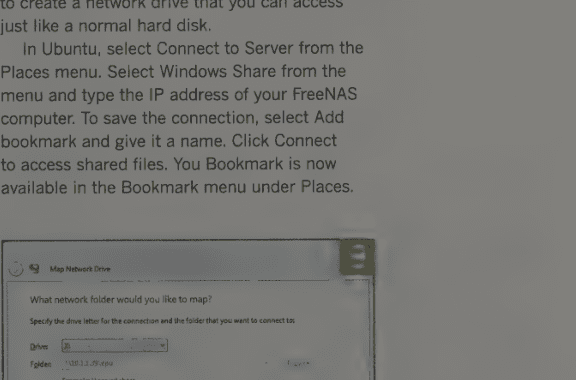 to create a network drive that you can access
just like a normal hard disk.
In Ubuntu, select Connect to Server from the
Places menu. Select Windows Share from the
menu and type the IP address of your FreeNAS
computer. To save the connection, select Add
bookmark and give it a name. Click Connect
to access shared files. You Bookmark is now
available in the Bookmark menu under Places.
Map Network Drive
What network folder would you like to map?
Specify the drive letter for the connection and the folder that you want to connect to:
Drive:
Folder: